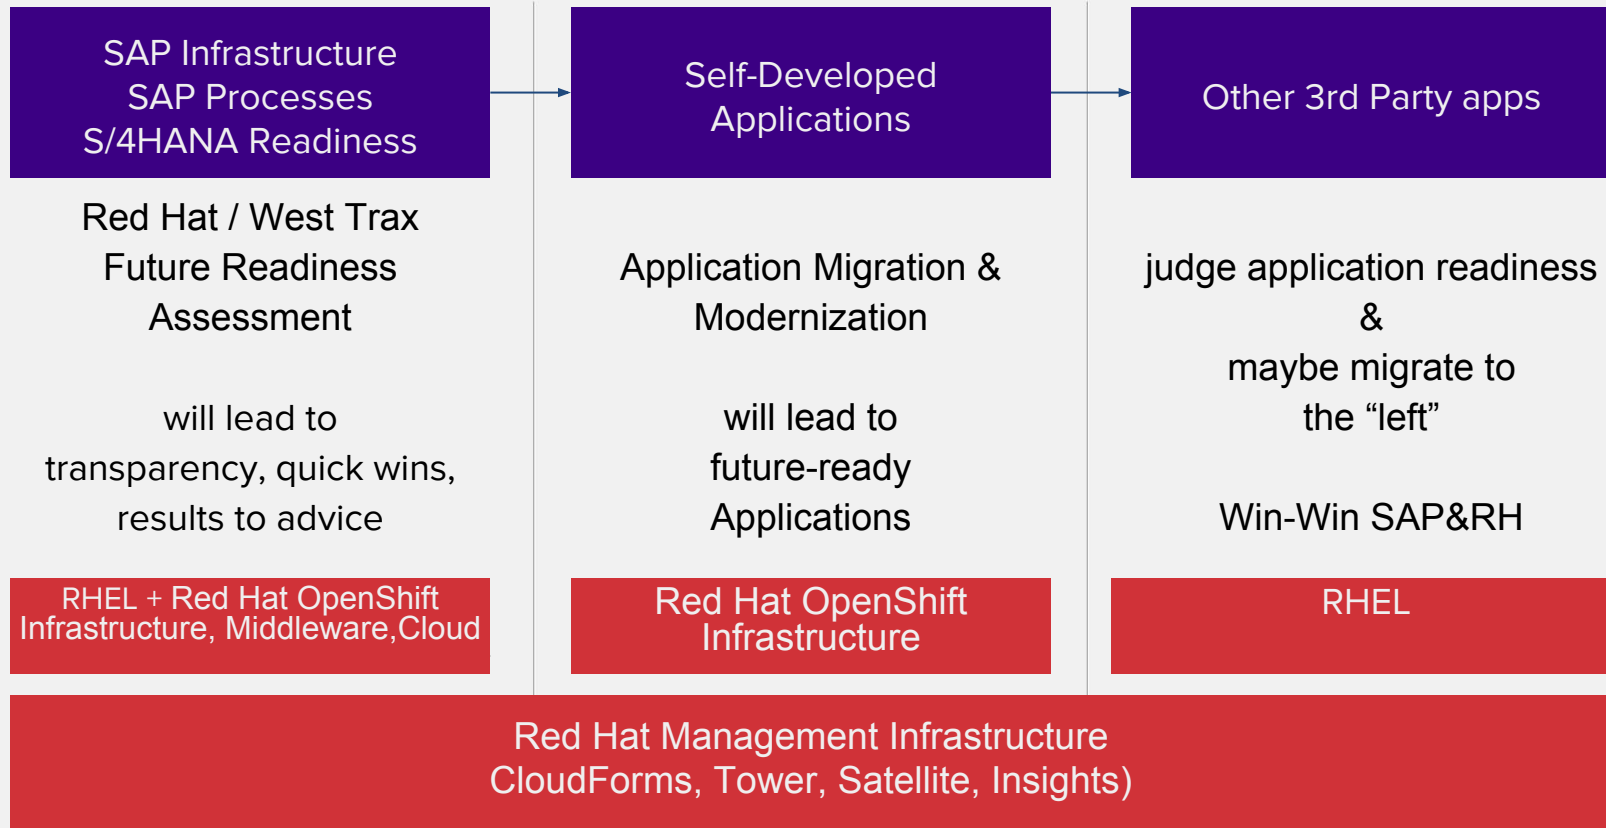 SAP Infrastructure
SAP Processes
S/4HANA Readiness
Red Hat / West Trax
Future Readiness
Assessment
will lead to
transparency, quick wins,
results to advice
RHEL + Red Hat OpenShift
Infrastructure, Middleware,Cloud
Self-Developed
Applications
Application Migration &
Modernization
will lead to
future-ready
Applications
Red Hat OpenShift
Infrastructure
Other 3rd Party apps
judge application readiness
&
maybe migrate to
the “left”
Win-Win SAP&RH
RHEL
Red Hat Management Infrastructure
CloudForms, Tower, Satellite, Insights)